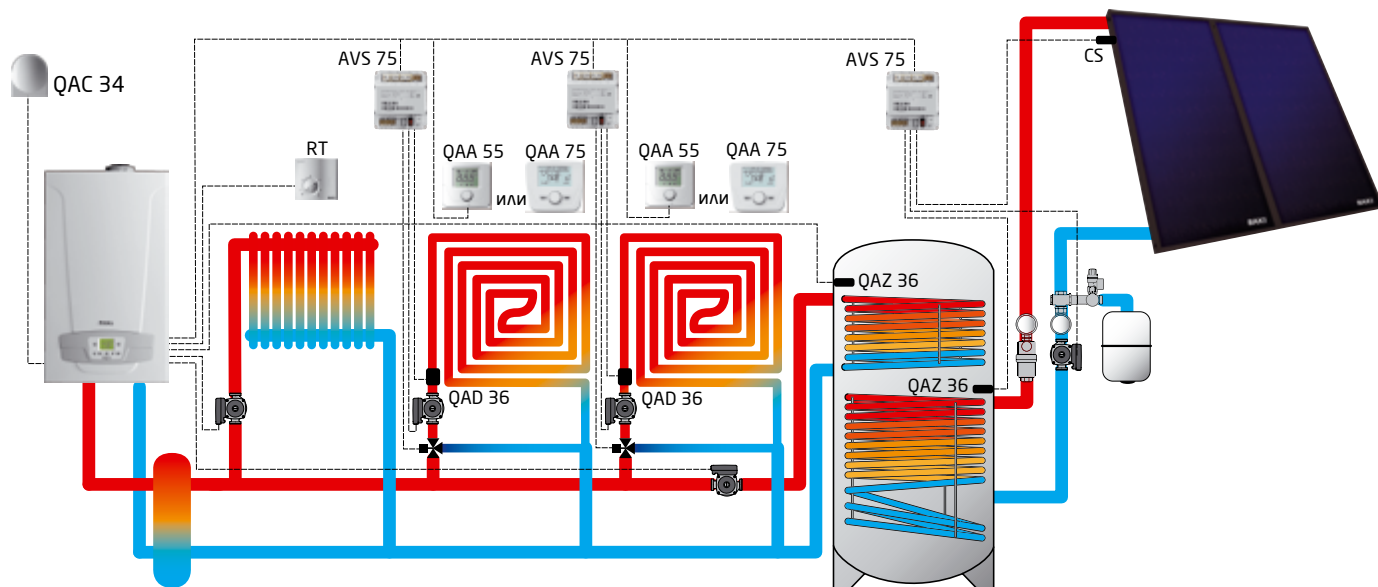 QAC 34
AVS 75
AVS 75
AVS 75
CS
RT
QAA 55
или
QAA 75
QAA 55
или
QAA 75
QAZ 36
QAZ 36
QAD 36
QAD 36